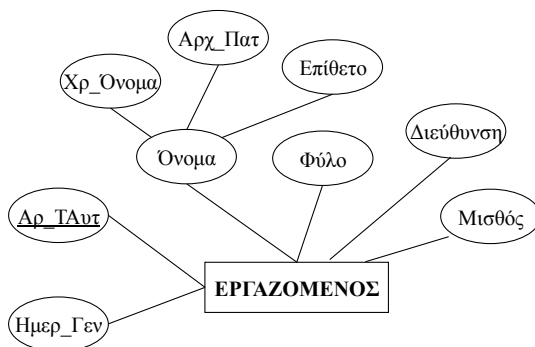 Αρχ_Πατ
Χρ_Όνομα
Επίθετο
Διεύθυνση
Όνομα
Φύλο
Αρ_ΤΑυτ
Μισθός
ΕΡΓΑΖΟΜΕΝΟΣ
Ημερ_Γεν